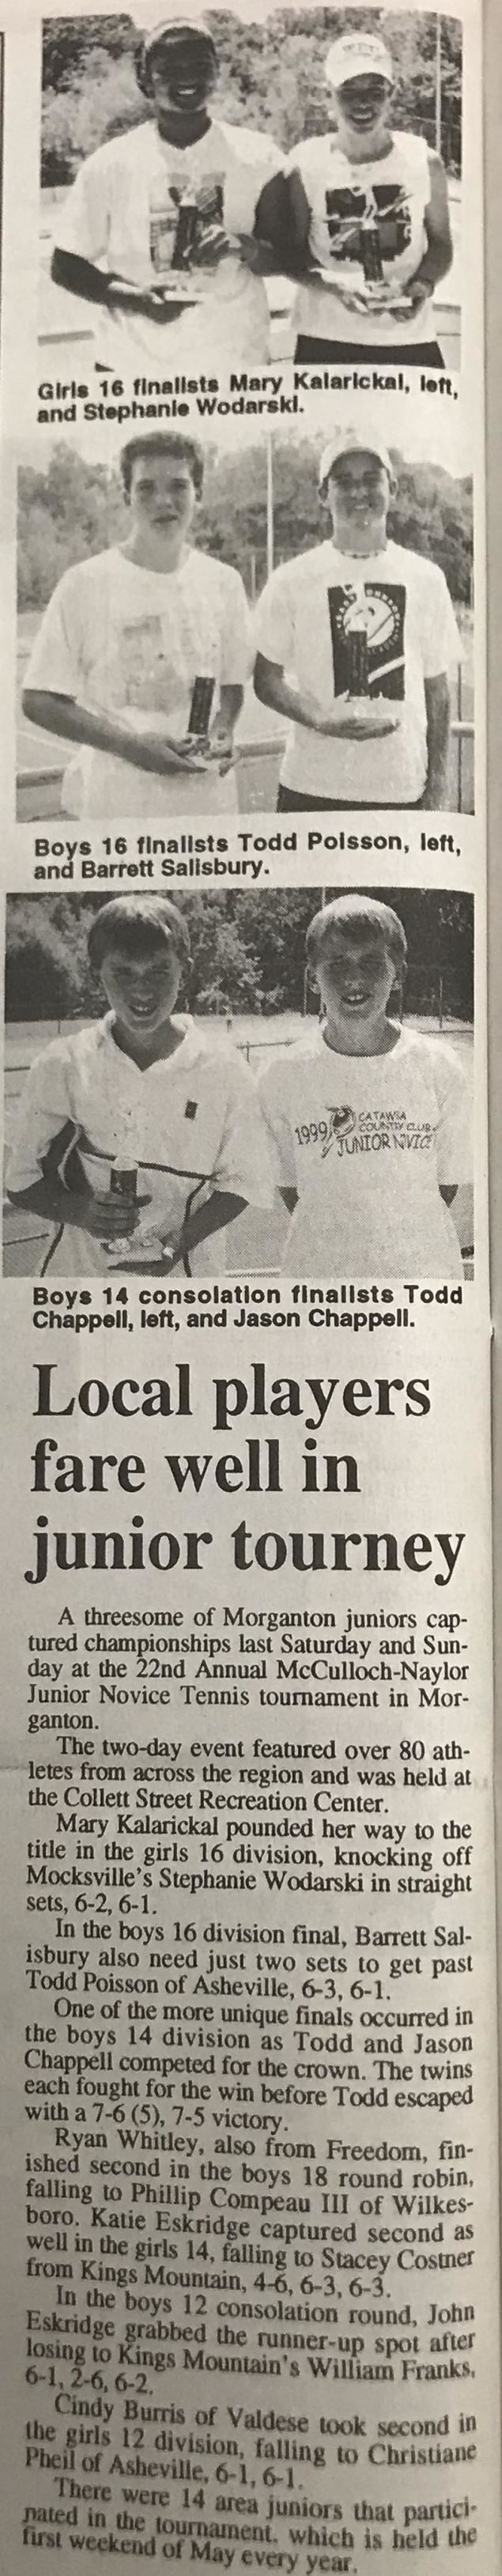 Girls 16 finalists Mary Kalarickal, left,
and Stephanie Wodarski.
Boys 16 finalists Todd Poisson, left,
and Barrett Salisbury.
1999
CATAWBA
COUNTRY CLUB
JUNIOR NOVICE
Boys 14 consolation finalists Todd
Chappell, left, and Jason Chappell.
Local players
fare well in
junior tourney
A threesome of Morganton juniors cap-
tured championships last Saturday and Sun-
day at the 22nd Annual McCulloch-Naylor
Junior Novice Tennis tournament in Mor-
ganton.
The two-day event featured over 80 ath-
letes from across the region and was held at
the Collett Street Recreation Center.
Mary Kalarickal pounded her way to the
title in the girls 16 division, knocking off
Mocksville's Stephanie Wodarski in straight
sets, 6-2, 6-1.
In the boys 16 division final, Barrett Sal-
isbury also need just two sets to get past
Todd Poisson of Asheville, 6-3, 6-1.
One of the more unique finals occurred in
the boys 14 division as Todd and Jason
Chappell competed for the crown. The twins
each fought for the win before Todd escaped
with a 7-6 (5), 7-5 victory.
Ryan Whitley, also from Freedom, fin-
ished second in the boys 18 round robin,
falling to Phillip Compeau III of Wilkes-
boro. Katie Eskridge captured second as
well in the girls 14, falling to Stacey Costner
from Kings Mountain, 4-6, 6-3, 6-3.
In the boys 12 consolation round, John
Eskridge grabbed the runner-up spot after
losing to Kings Mountain's William Franks,
6-1, 2-6, 6-2.
Cindy Burris of Valdese took second in
the girls 12 division, falling to Christiane
Pheil of Asheville, 6-1, 6-1.
There were 14 area juniors that partici-
pated in the tournament, which is held the
first weekend of May every year.